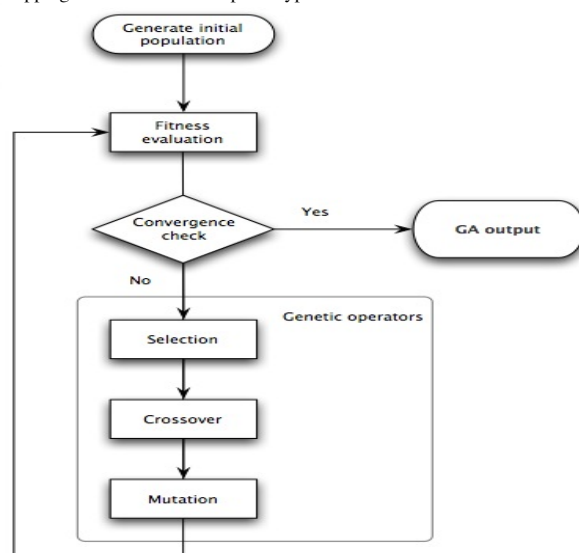 Generate initial
population
Fitness
evaluation
Convergence
check
Yes
GA output
No
Genetic operators
Selection
Crossover
Mutation